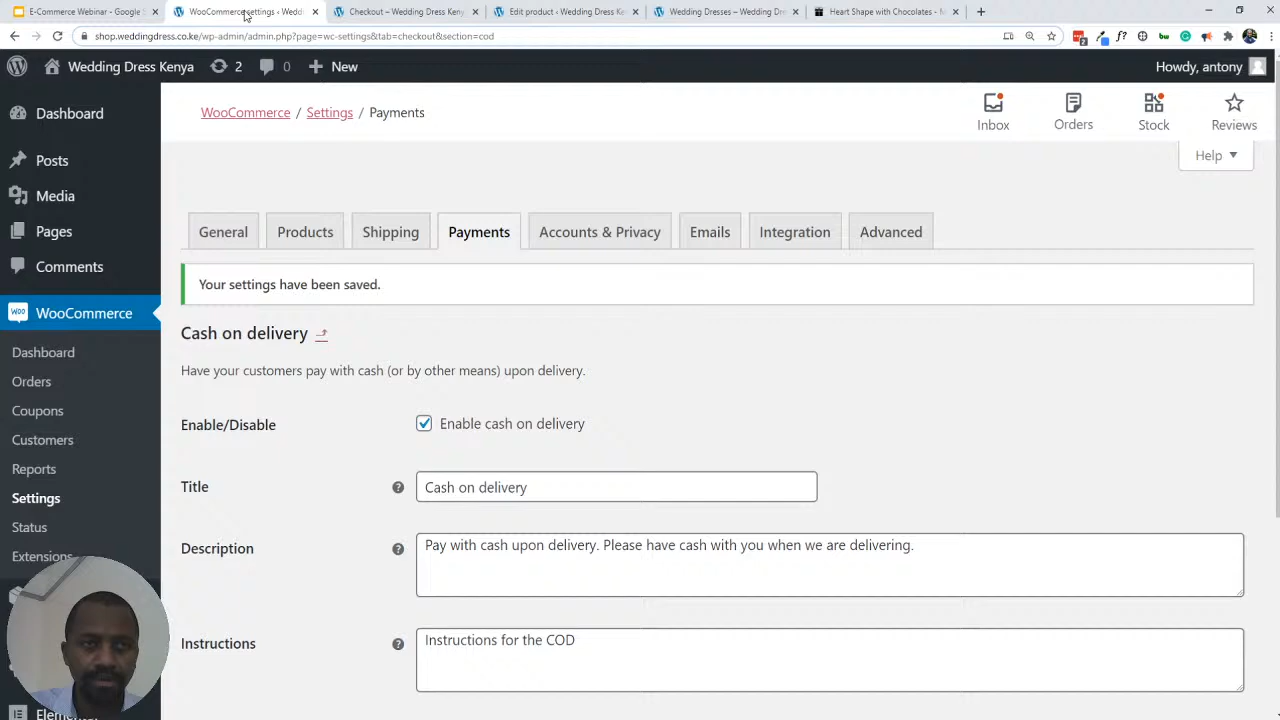 E-Commerce Webinar - Google S
WooCommerce settings ‹ Weddi
Checkout – Wedding Dress Kenya
Edit product ‹ Wedding Dress Ke
Wedding Dresses – Wedding Dres
Heart Shape with Chocolates - M
shop.weddingdress.co.ke/wp-admin/admin.php?page=wc-settings&tab=checkout&section=cod
Wedding Dress Kenya
2
0
New
Howdy, antony
WooCommerce / Settings / Payments
Inbox
Orders
Stock
Reviews
Help
Dashboard
Posts
Media
Pages
Comments
WooCommerce
Dashboard
Orders
Coupons
Customers
Reports
Settings
Status
Extensions
General
Products
Shipping
Payments
Accounts & Privacy
Emails
Integration
Advanced
Your settings have been saved.
Cash on delivery
Have your customers pay with cash (or by other means) upon delivery.
Enable/Disable
Enable cash on delivery
Title
Cash on delivery
Description
Pay with cash upon delivery. Please have cash with you when we are delivering.
Instructions
Instructions for the COD